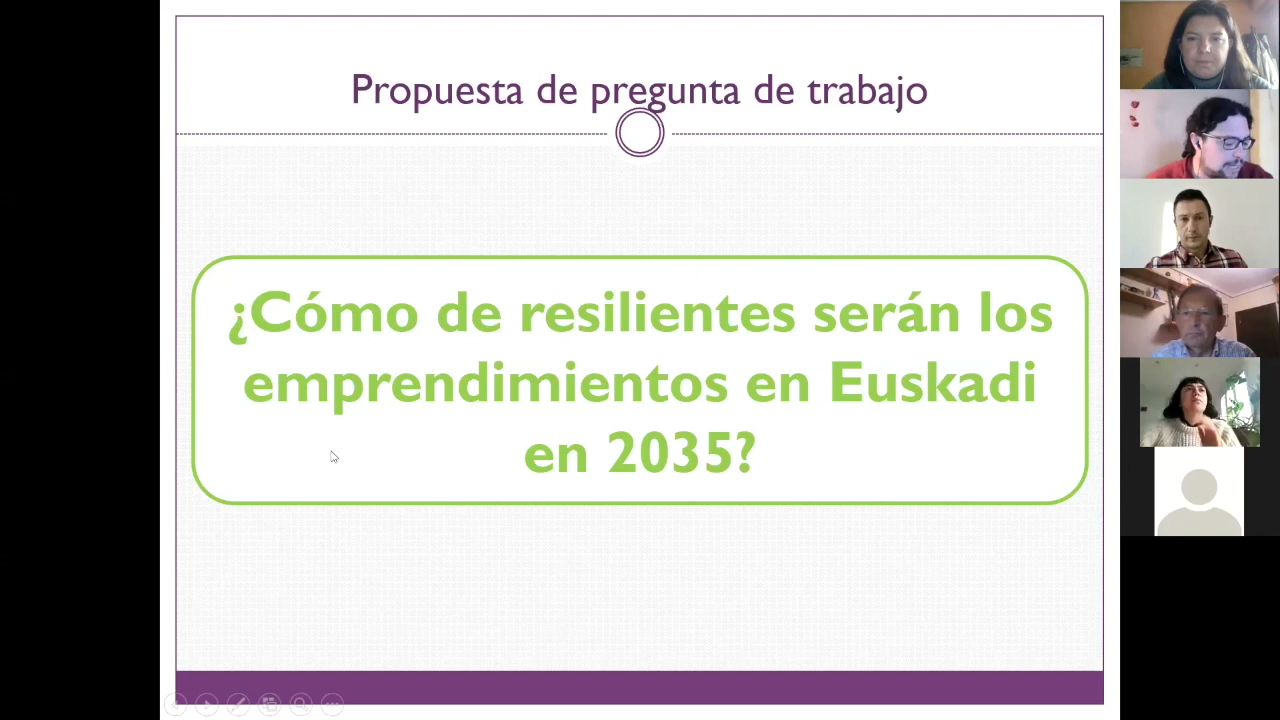 Propuesta de pregunta de trabajo
¿Cómo de resilientes serán los
emprendimientos en Euskadi
en 2035?